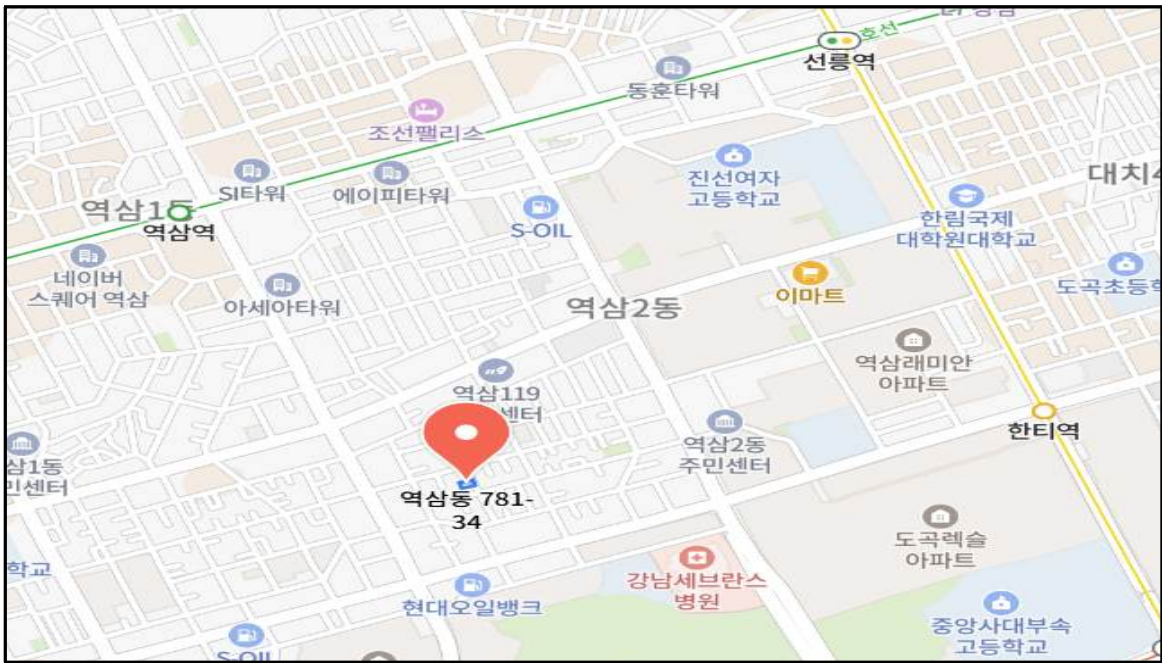 강남
호선
선릉역
동훈타워
조선팰리스
진선여자
고등학교
대치4
SI타워
에이피타워
역삼1동
역삼역
S-OIL
한림국제
대학원대학교
네이버
스퀘어 역삼
아세아타워
이마트
도곡초등학
역삼2동
역삼래미안
아파트
역삼119
센터
한티역
삼1동
민센터
역삼2동
주민센터
역삼동 781-
34
도곡렉슬
아파트
학교
현대오일뱅크
강남세브란스
병원
중앙사대부속
고등학교
S-OIL